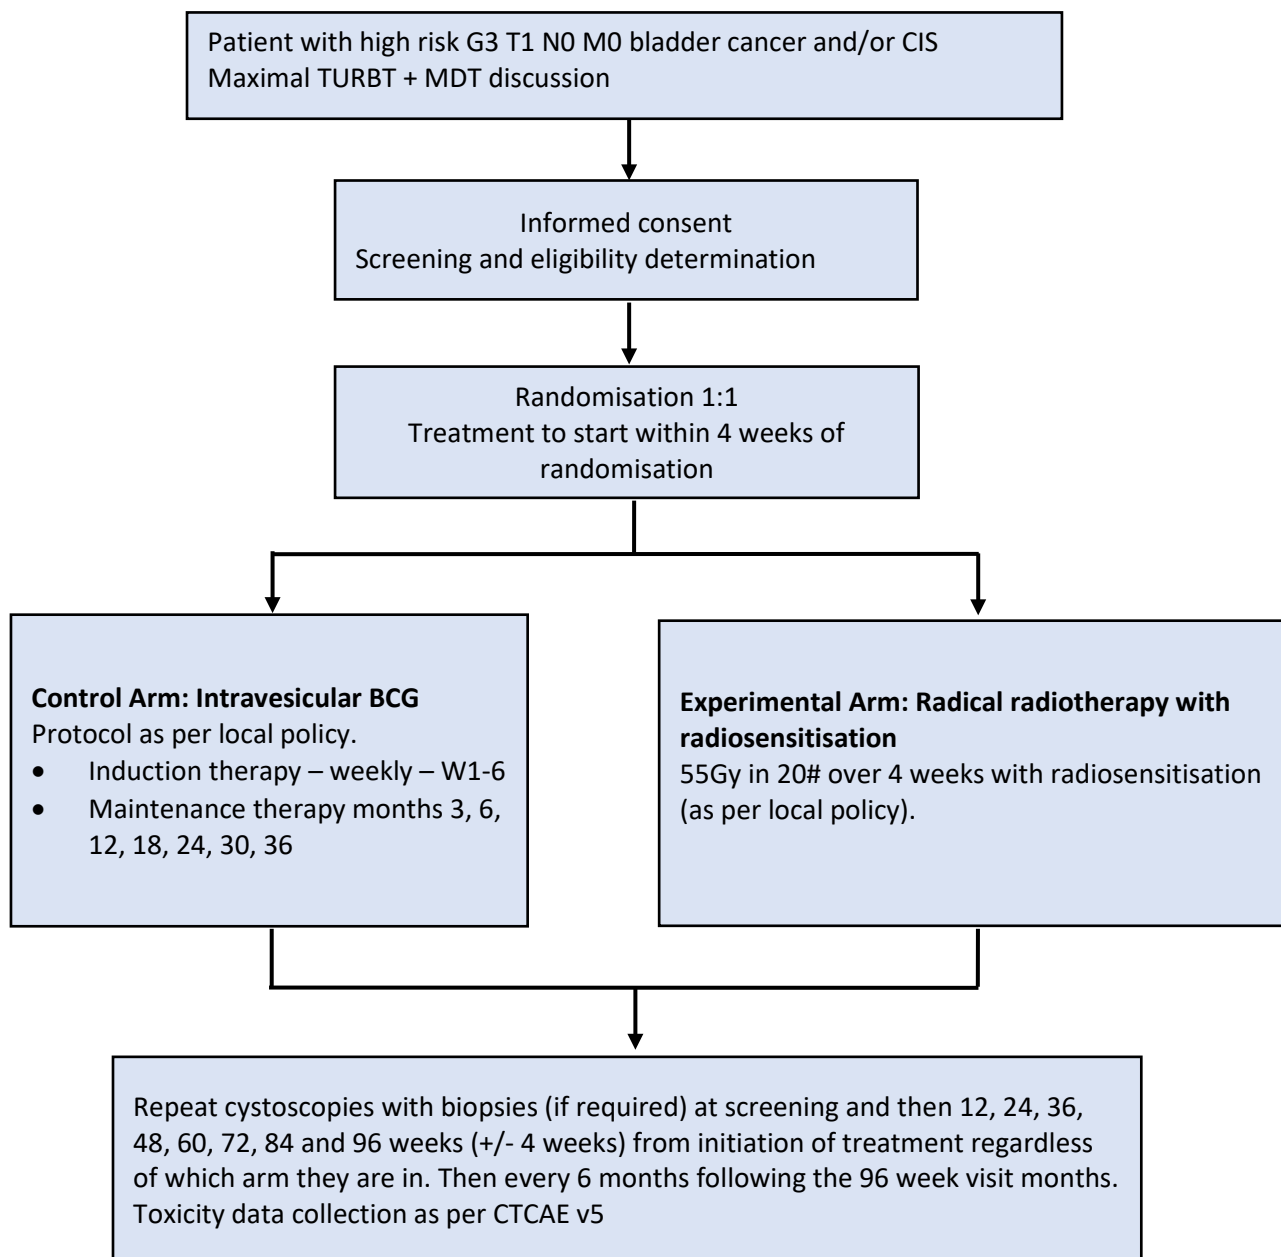 Patient with high risk G3 T1 N0 M0 bladder cancer and/or CIS
Maximal TURBT + MDT discussion
Informed consent
Screening and eligibility determination
Randomisation 1:1
Treatment to start within 4 weeks of
randomisation
Control Arm: Intravesicular BCG
Protocol as per local policy.
• Induction therapy – weekly – W1-6
• Maintenance therapy months 3, 6,
12, 18, 24, 30, 36
Experimental Arm: Radical radiotherapy with
radiosensitisation
55Gy in 20# over 4 weeks with radiosensitisation
(as per local policy).
Repeat cystoscopies with biopsies (if required) at screening and then 12, 24, 36,
48, 60, 72, 84 and 96 weeks (+/- 4 weeks) from initiation of treatment regardless
of which arm they are in. Then every 6 months following the 96 week visit months.
Toxicity data collection as per CTCAE v5